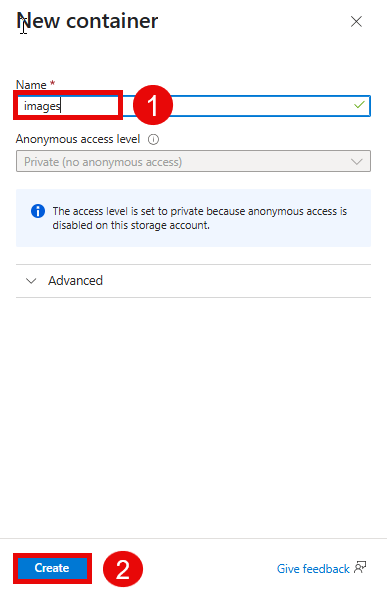 New container
Name *
images
1
Anonymous access level
Private (no anonymous access)
The access level is set to private because anonymous access is
disabled on this storage account.
Advanced
Create
2
Give feedback